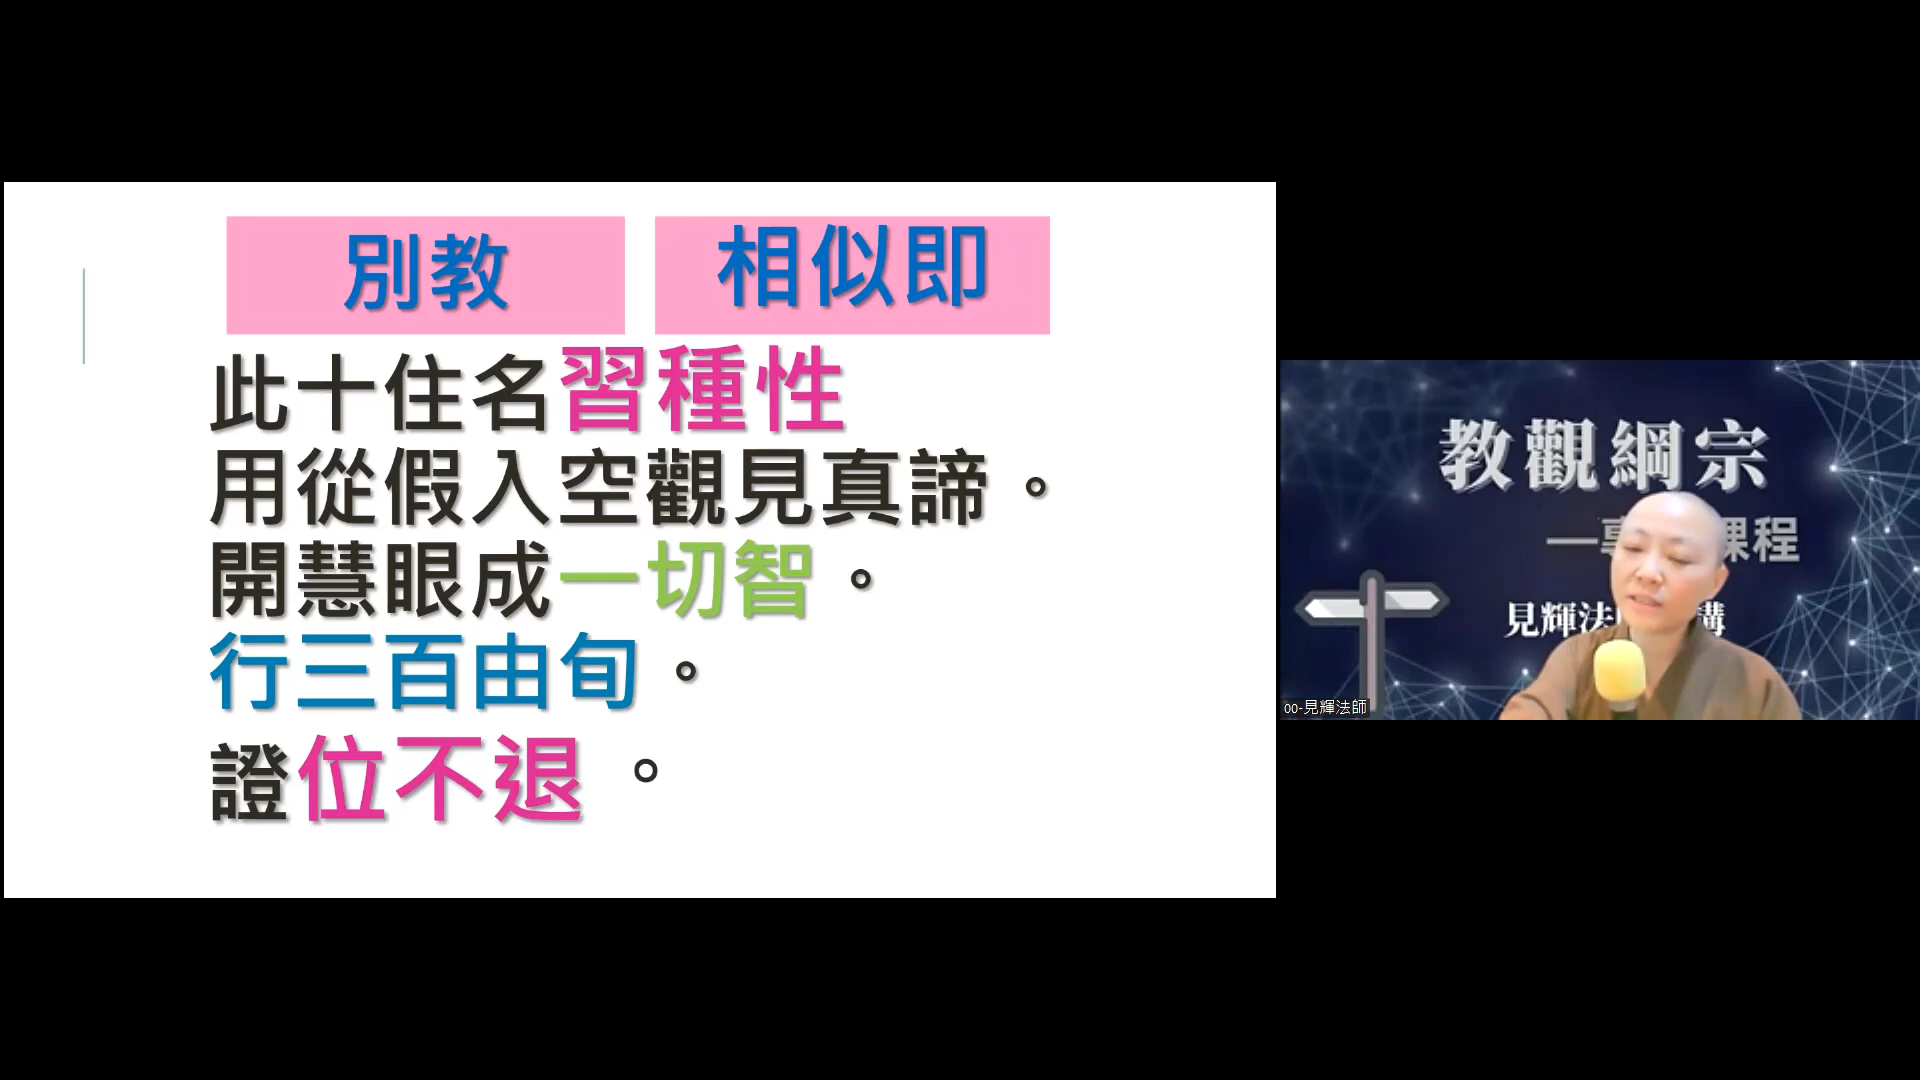 別教
相似即
此十住名習種性
用從假入空觀見真諦。
開慧眼成一切智。
行三百由旬。
證位不退。
教觀綱宗
—專 課程
見輝法 講
00-見輝法師